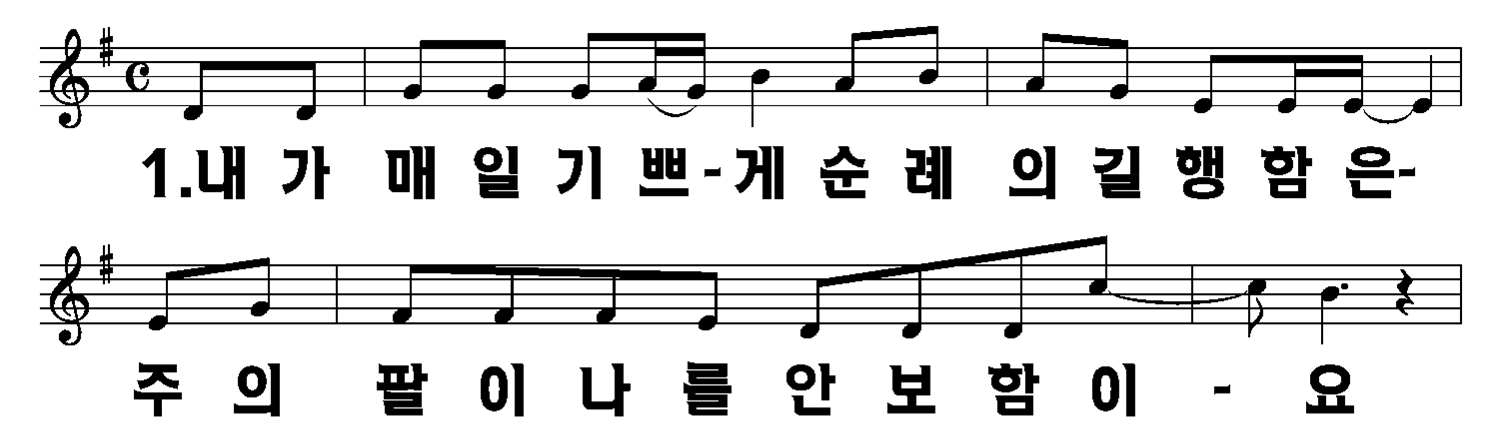 1.내 가 매 일 기 쁘-게 순 례 의 길 행 함 은-
주 의 팔 이 나 를 안 보 함 이 - 요